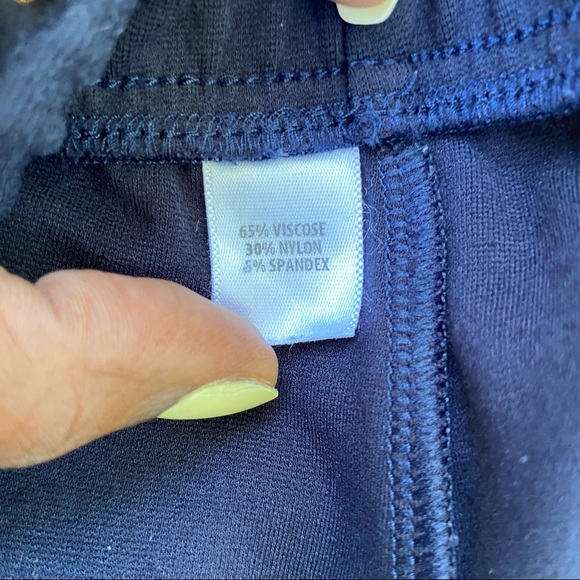 65% VISCOSE
30% NYLON
5% SPANDEX